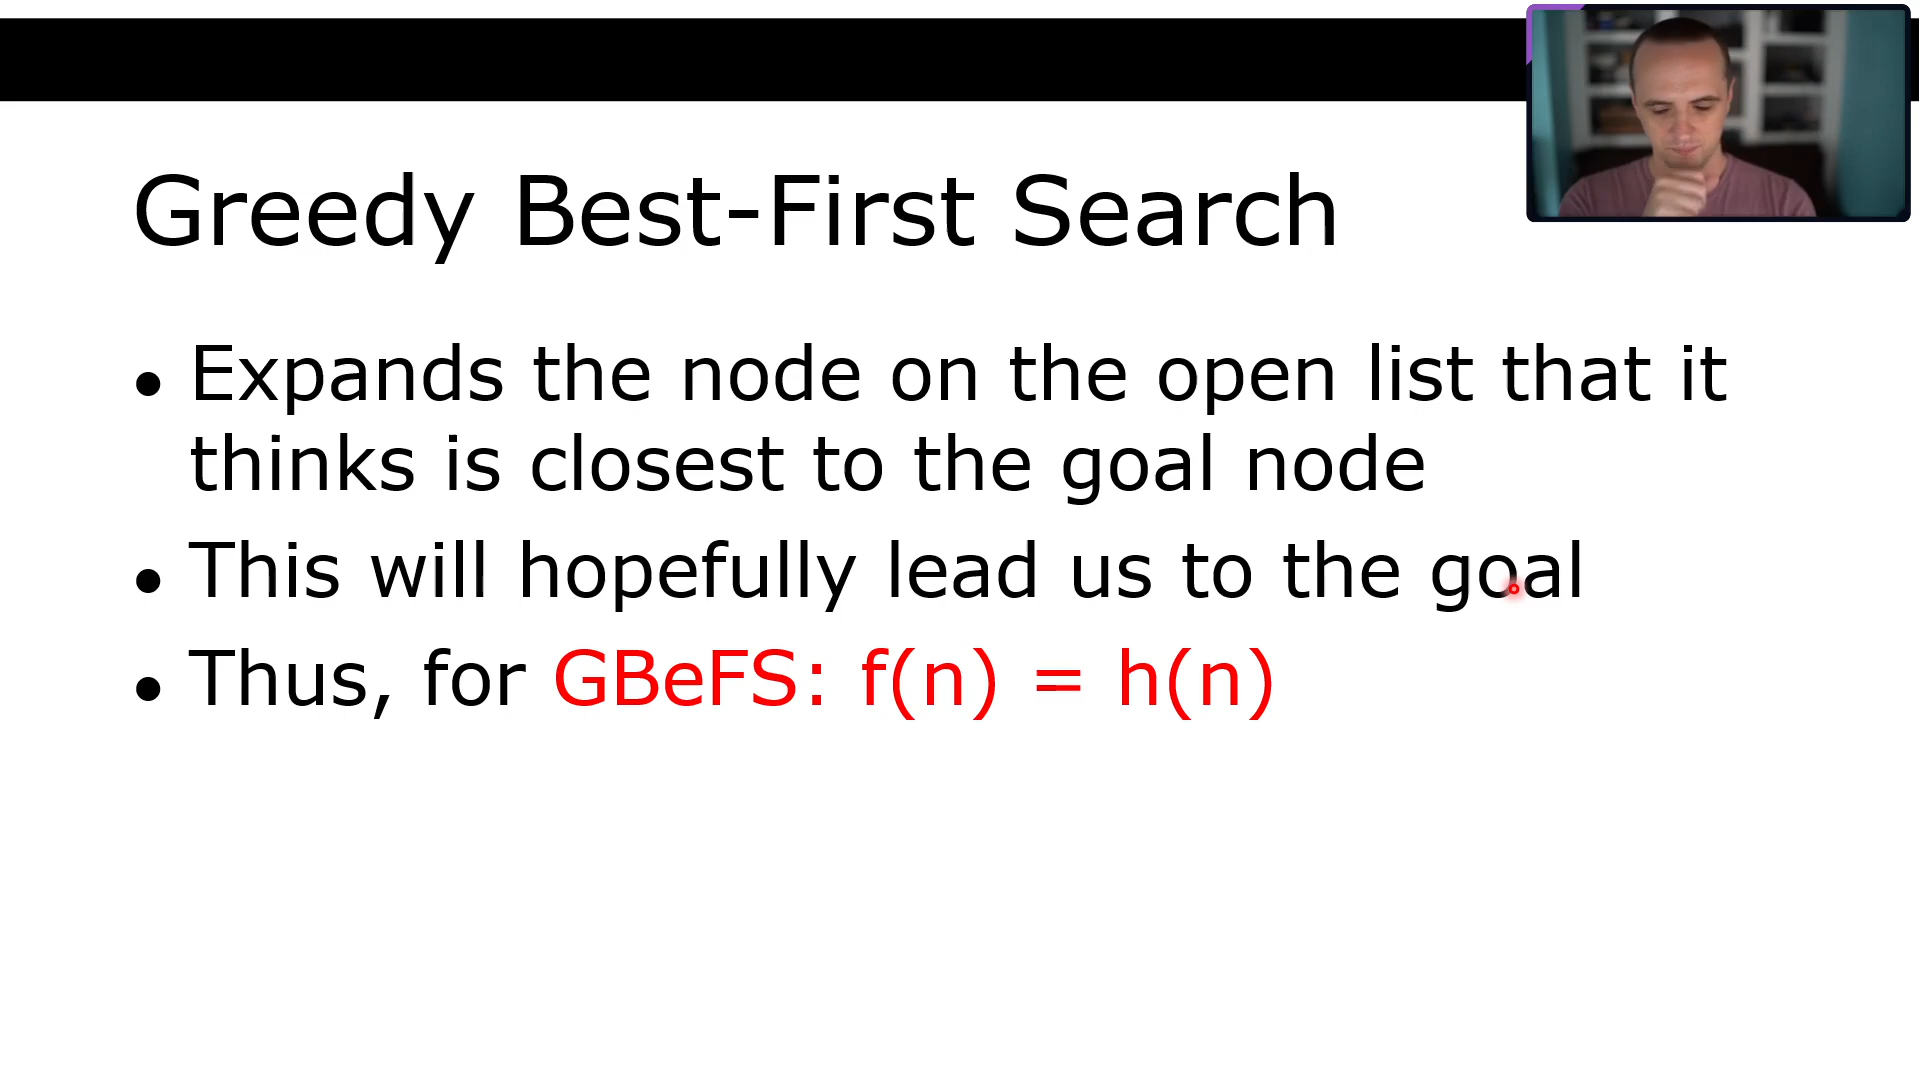 Greedy Best-First Search
• Expands the node on the open list that it
thinks is closest to the goal node
• This will hopefully lead us to the goal
• Thus, for GBeFS: f(n) = h(n)